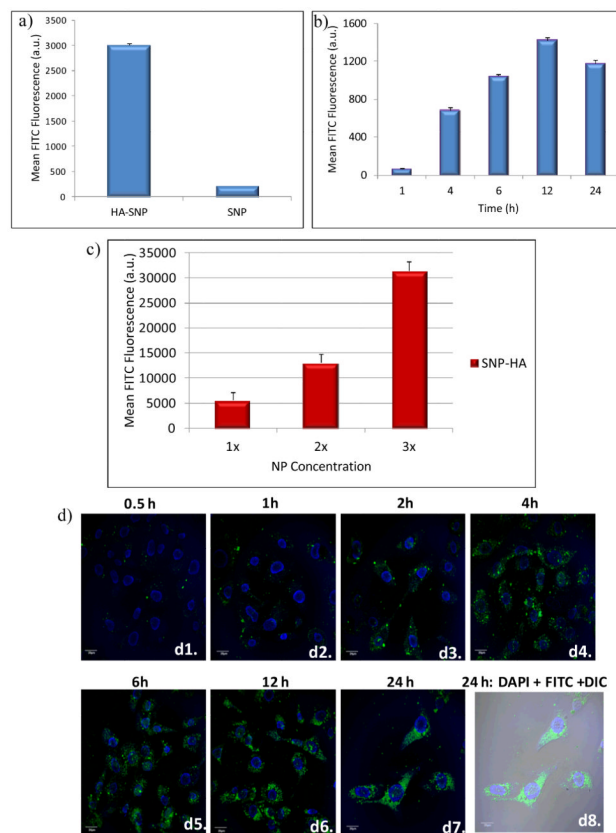 a)
Mean FITC Fluorescence (a.u.)
3500
3000
2500
2000
1500
1000
500
0
HA-SNP SNP
b)
Mean FITC Fluorescence (a.u.)
1600
1200
800
400
0
1 4 6 12 24
Time (h)
c)
Mean FITC Fluorescence (a.u.)
35000
30000
25000
20000
15000
10000
5000
0
1x 2x 3x
NP Concentration
SNP-HA
d)
0.5 h 1h 2h 4h
d1. d2. d3. d4.
6h 12h 24 h 24 h: DAPI + FITC +DIC
d5. d6. d7. d8.